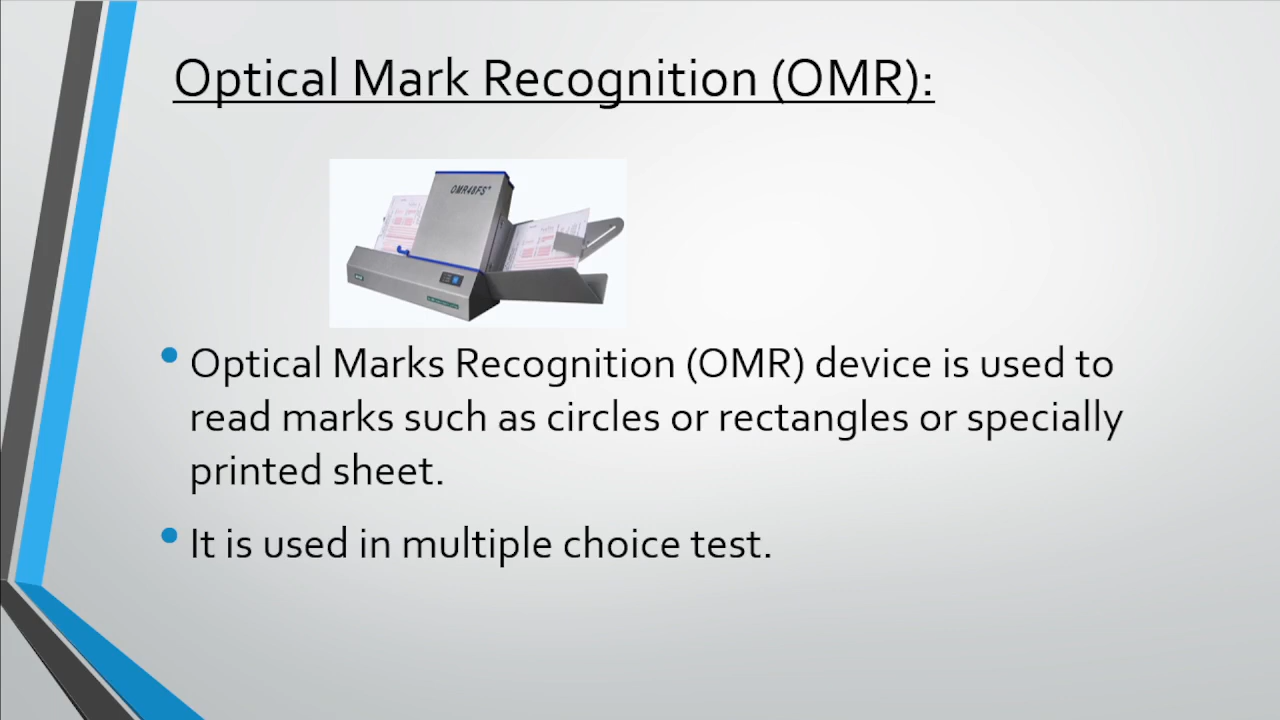 Optical Mark Recognition (OMR):
OMR48FS+
Optical Marks Recognition (OMR) device is used to
read marks such as circles or rectangles or specially
printed sheet.
It is used in multiple choice test.